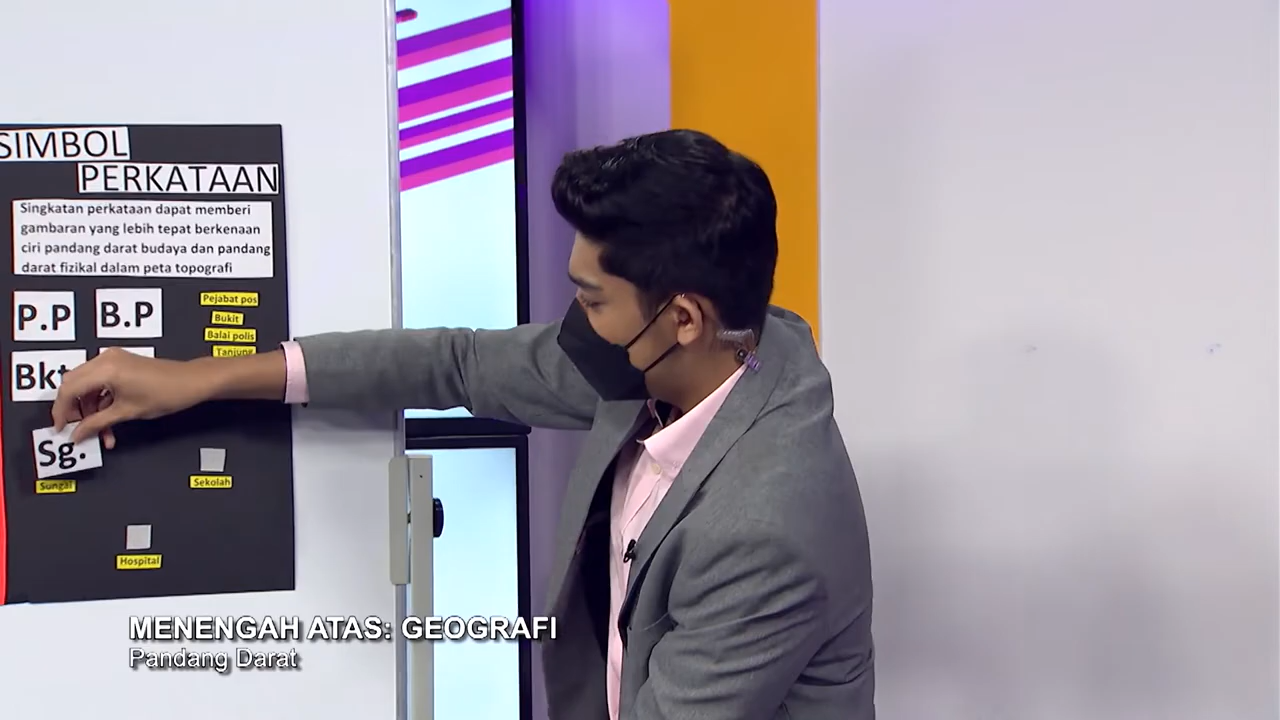 SIMBOL
PERKATAAN
Singkatan perkataan dapat memberi
gambaran yang lebih tepat berkenaan
ciri pandang darat budaya dan pandang
darat fizikal dalam peta topografi
P.P B.P
Pejabat pos
Bukit
Balai polis
Tanjung
Bkt
Sg.
Sungai
Sekolah
Hospital
MENENGAH ATAS: GEOGRAFI
Pandang Darat